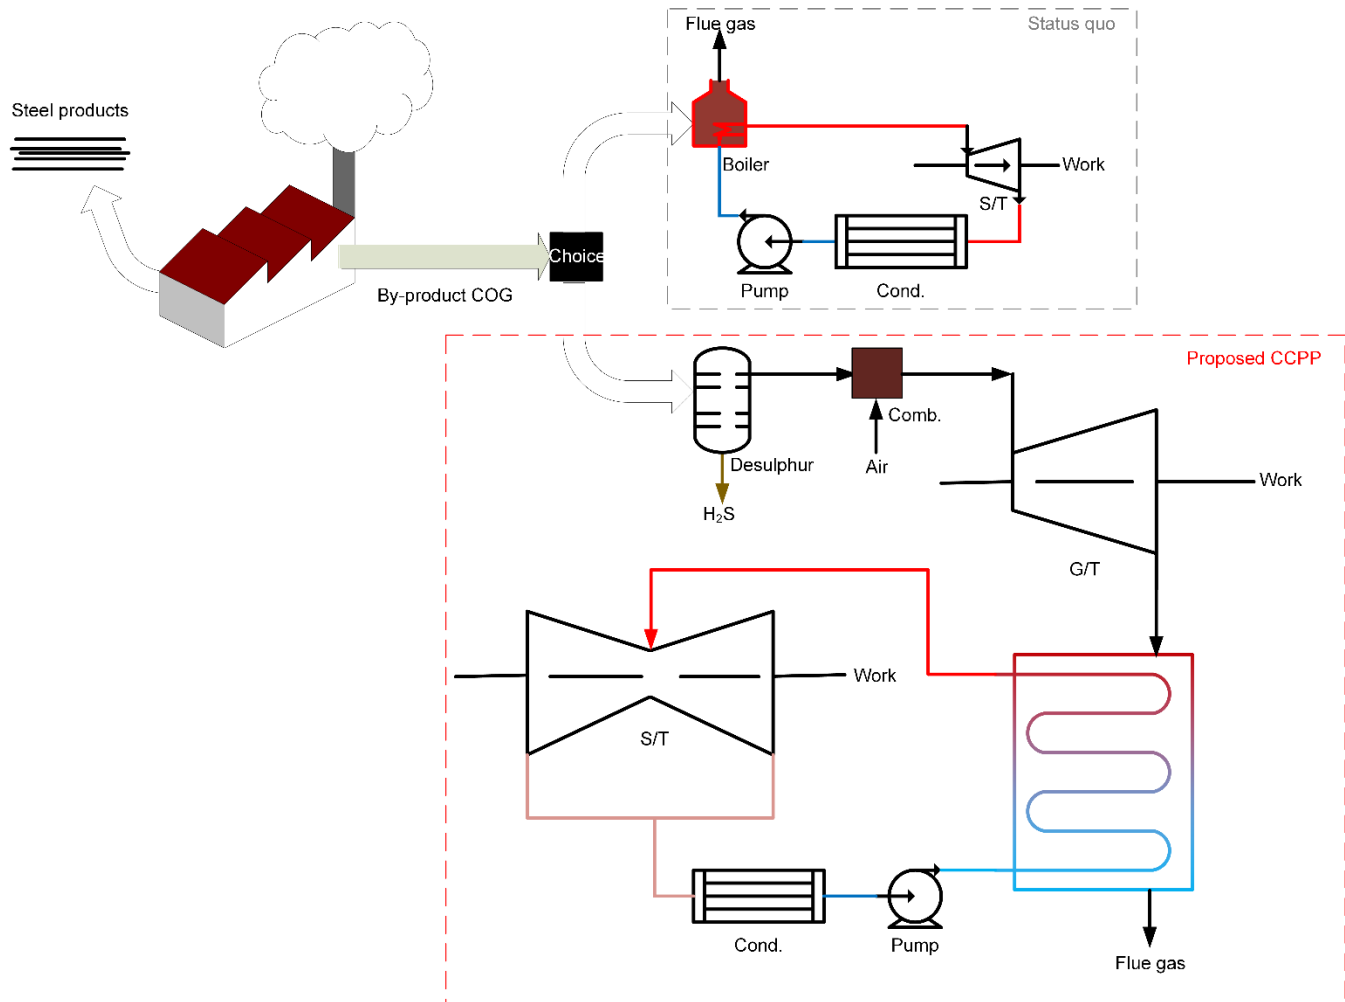 Flue gas
Status quo
Steel products
Boiler
Work
S/T
Choice
By-product COG
Pump
Cond.
Proposed CCPP
Comb.
Desulphur
Air
H₂S
Work
G/T
Work
S/T
Cond.
Pump
Flue gas